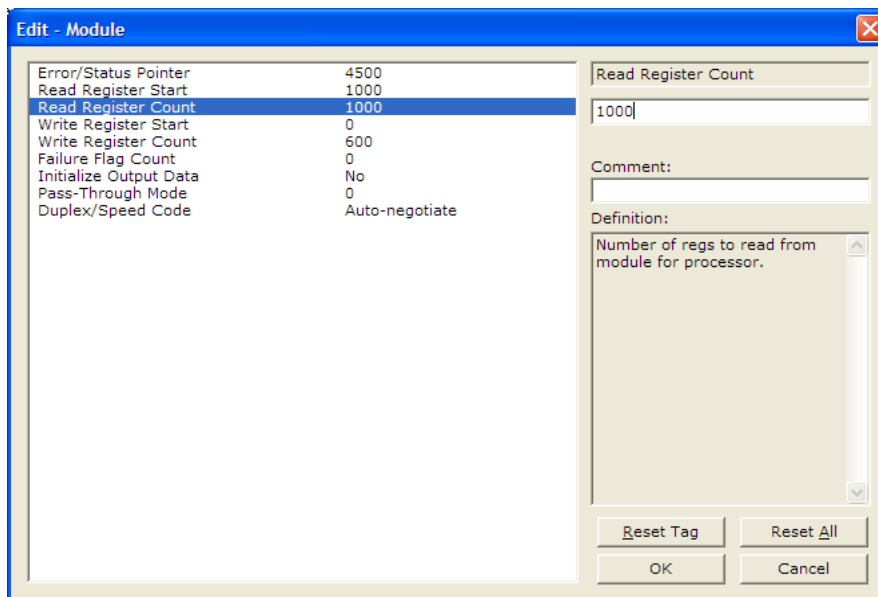 Edit - Module
Error/Status Pointer 4500
Read Register Start 1000
Read Register Count 1000
Write Register Start 0
Write Register Count 600
Failure Flag Count 0
Initialize Output Data No
Pass-Through Mode 0
Duplex/Speed Code Auto-negotiate
Read Register Count
1000
Comment:
Definition:
Number of regs to read from
module for processor.
Reset Tag Reset All
OK Cancel